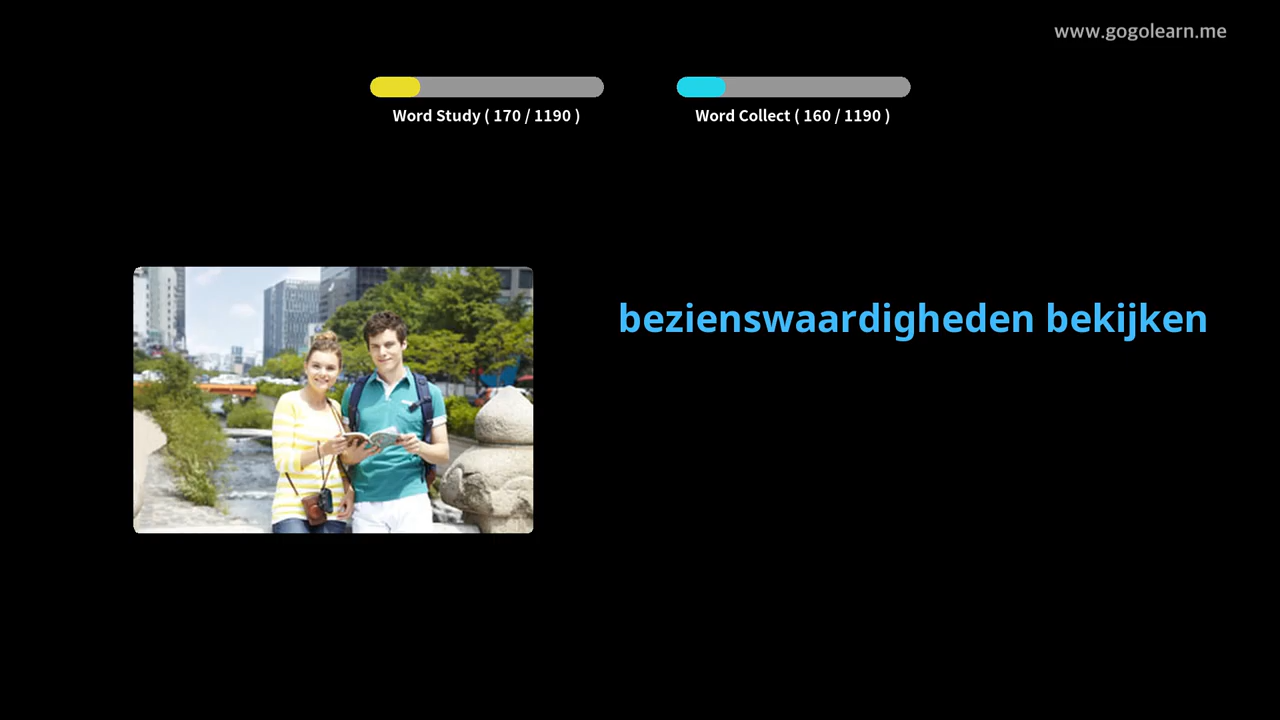 www.gogolearn.me
Word Study ( 170 / 1190 )
Word Collect ( 160 / 1190 )
bezienswaardigheden bekijken